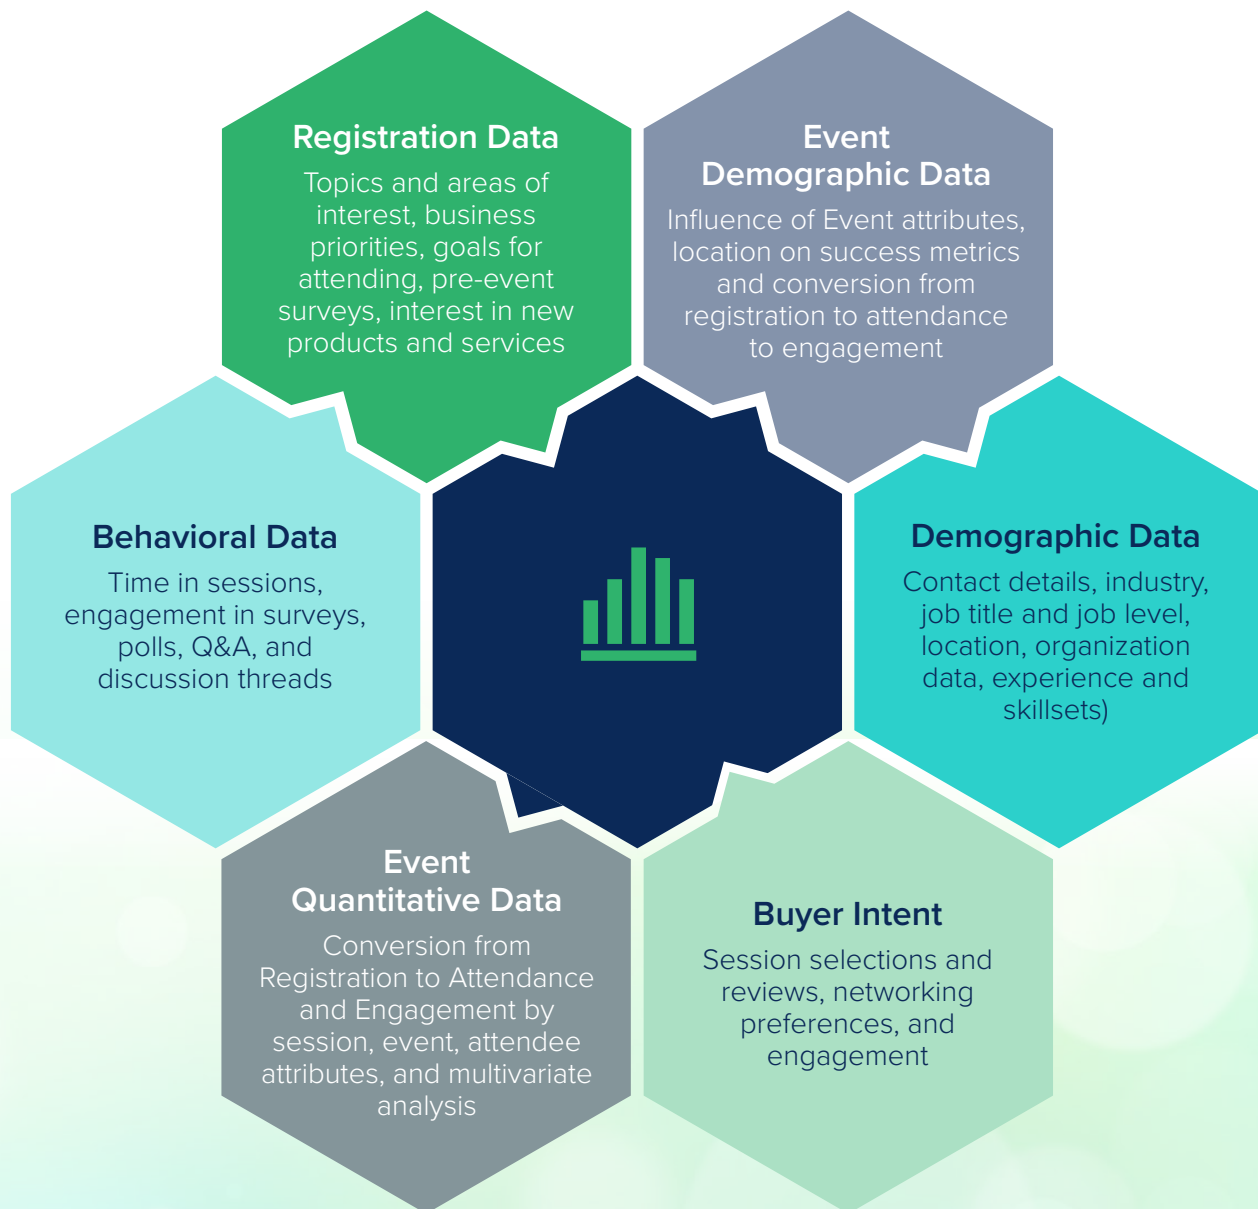 Registration Data
Topics and areas of
interest, business
priorities, goals for
attending, pre-event
surveys, interest in new
products and services
Event
Demographic Data
Influence of Event attributes,
location on success metrics
and conversion from
registration to attendance
to engagement
Behavioral Data
Time in sessions,
engagement in surveys,
polls, Q&A, and
discussion threads
Demographic Data
Contact details, industry,
job title and job level,
location, organization
data, experience and
skillsets)
Event
Quantitative Data
Conversion from
Registration to Attendance
and Engagement by
session, event, attendee
attributes, and multivariate
analysis
Buyer Intent
Session selections and
reviews, networking
preferences, and
engagement